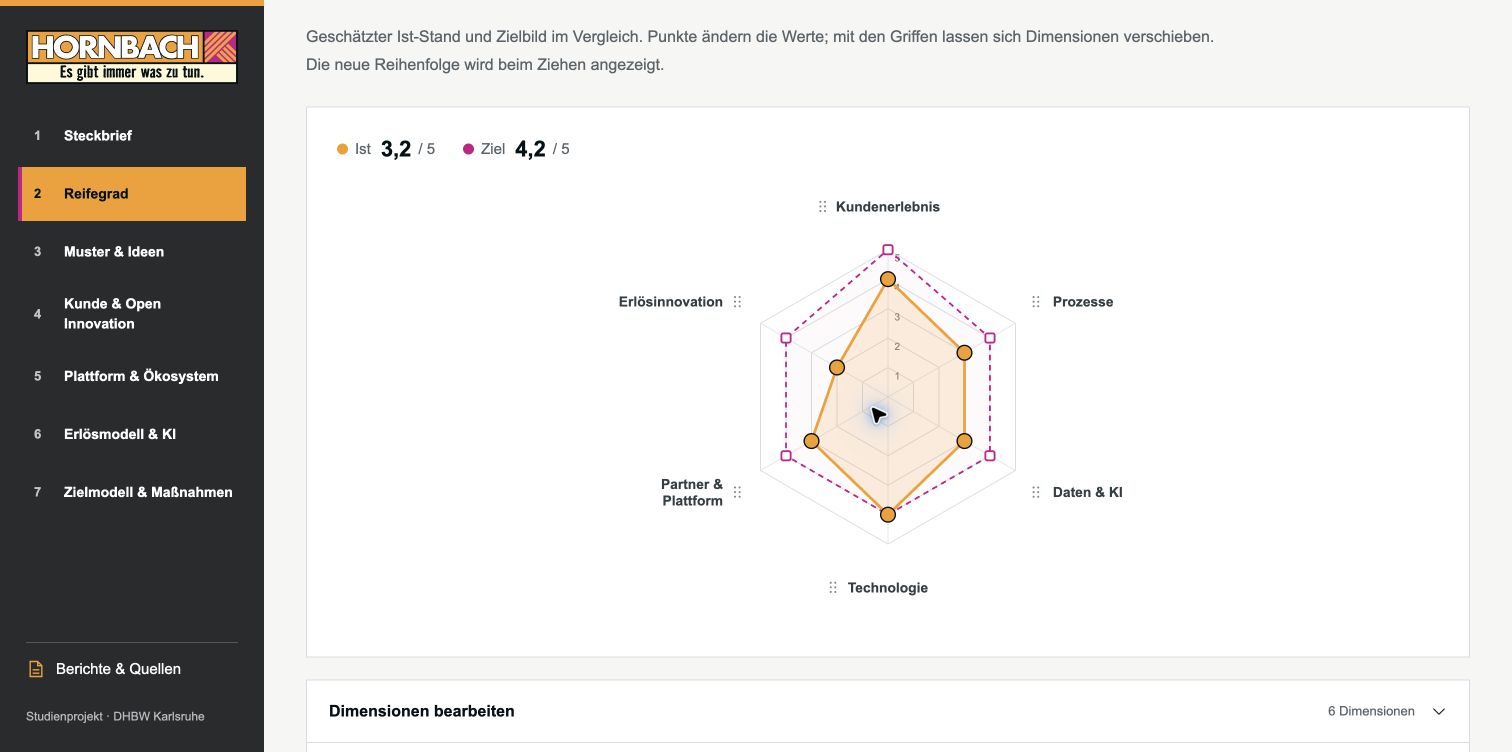 HORNBACH
Es gibt immer was zu tun.
1 Steckbrief
2 Reifegrad
3 Muster & Ideen
4 Kunde & Open
Innovation
5 Plattform & Ökosystem
6 Erlösmodell & KI
7 Zielmodell & Maßnahmen
Berichte & Quellen
Studienprojekt · DHBW Karlsruhe
Geschätzter Ist-Stand und Zielbild im Vergleich. Punkte ändern die Werte; mit den Griffen lassen sich Dimensionen verschieben.
Die neue Reihenfolge wird beim Ziehen angezeigt.
Ist 3,2 / 5 Ziel 4,2 / 5
Kundenerlebnis
Erlösinnovation
Prozesse
5
4
3
2
1
Partner &
Plattform
Daten & KI
Technologie
Dimensionen bearbeiten
6 Dimensionen